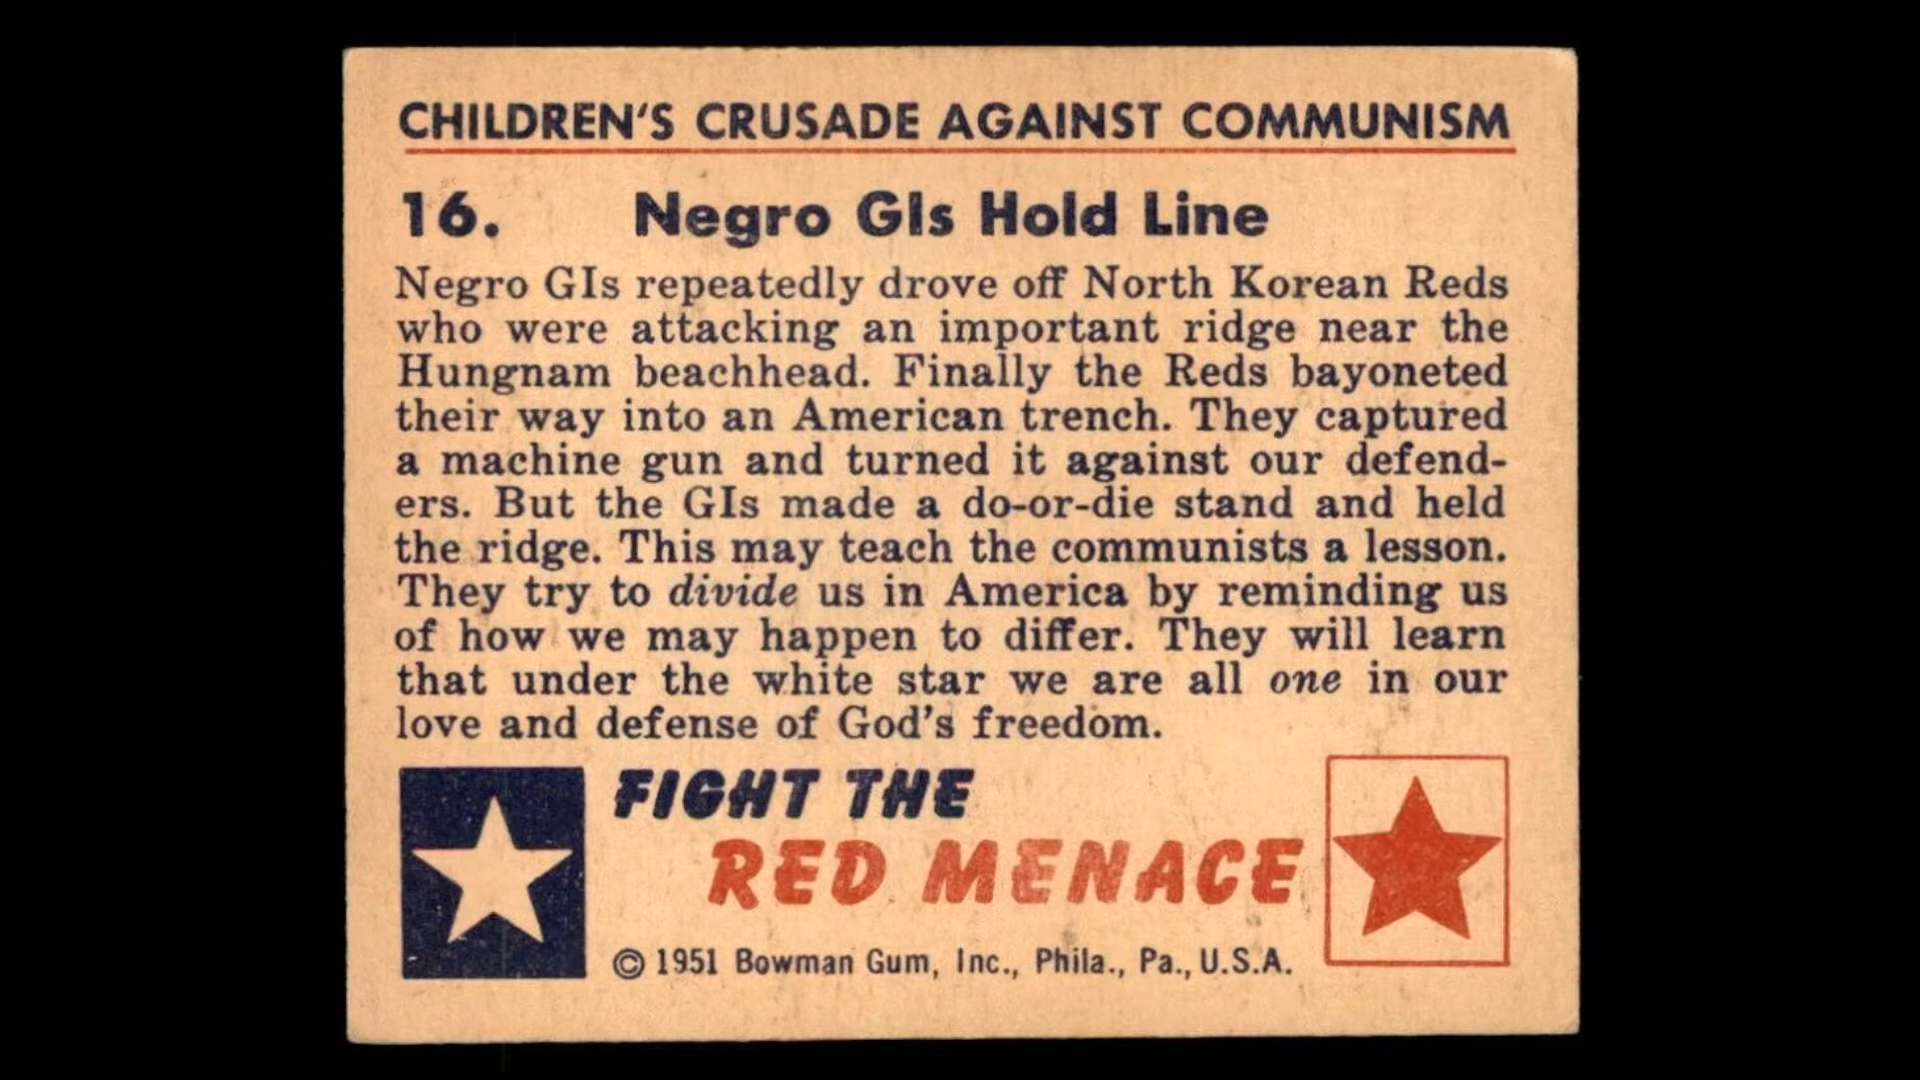 CHILDREN'S CRUSADE AGAINST COMMUNISM
16. Negro GIs Hold Line
Negro GIs repeatedly drove off North Korean Reds
who were attacking an important ridge near the
Hungnam beachhead. Finally the Reds bayoneted
their way into an American trench. They captured
a machine gun and turned it against our defend-
ers. But the GIs made a do-or-die stand and held
the ridge. This may teach the communists a lesson.
They try to divide us in America by reminding us
of how we may happen to differ. They will learn
that under the white star we are all one in our
love and defense of God's freedom.
FIGHT THE
RED MENACE
© 1951 Bowman Gum, Inc., Phila., Pa., U.S.A.